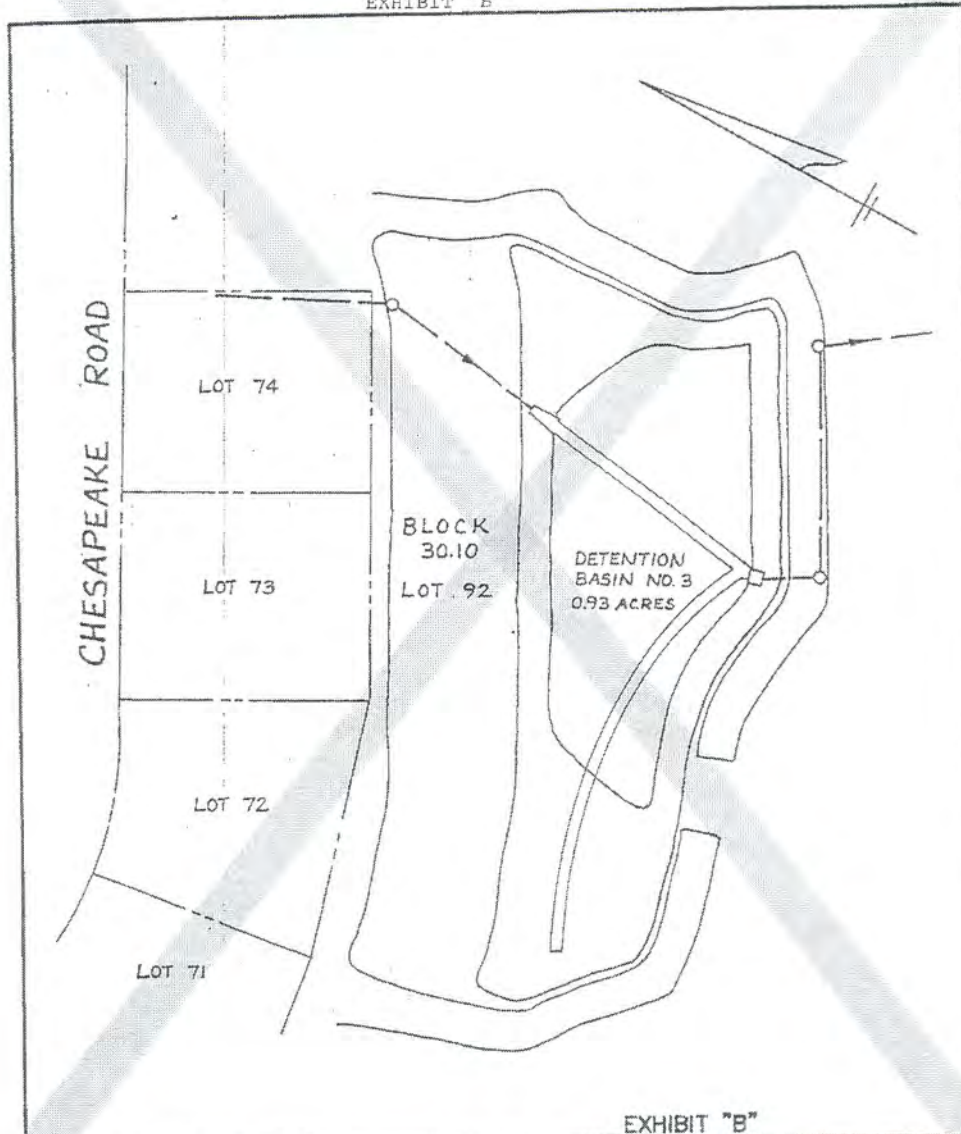 EXHIBIT B
CHESAPEAKE ROAD
LOT 74
LOT 73
LOT 72
LOT 71
BLOCK
30.10
LOT 92
DETENTION
BASIN NO. 3
0.93 ACRES
EXHIBIT "B"